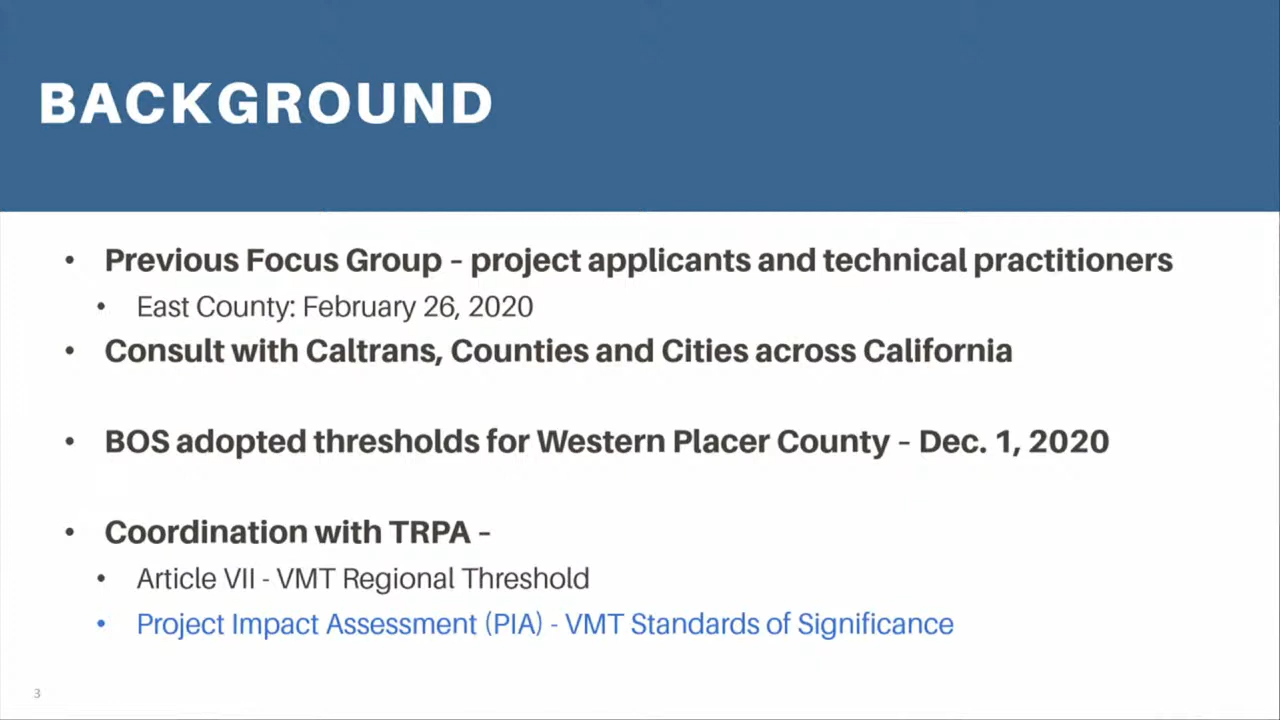 BACKGROUND
• Previous Focus Group – project applicants and technical practitioners
• East County: February 26, 2020
• Consult with Caltrans, Counties and Cities across California
• BOS adopted thresholds for Western Placer County – Dec. 1, 2020
• Coordination with TRPA –
• Article VII - VMT Regional Threshold
• Project Impact Assessment (PIA) - VMT Standards of Significance
3